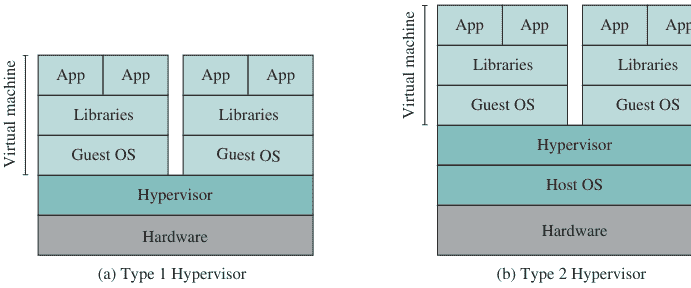 Virtual machine
App App App App
Libraries Libraries
Guest OS Guest OS
Hypervisor
Hardware
(a) Type 1 Hypervisor
Virtual machine
App App App App
Libraries Libraries
Guest OS Guest OS
Hypervisor
Host OS
Hardware
(b) Type 2 Hypervisor